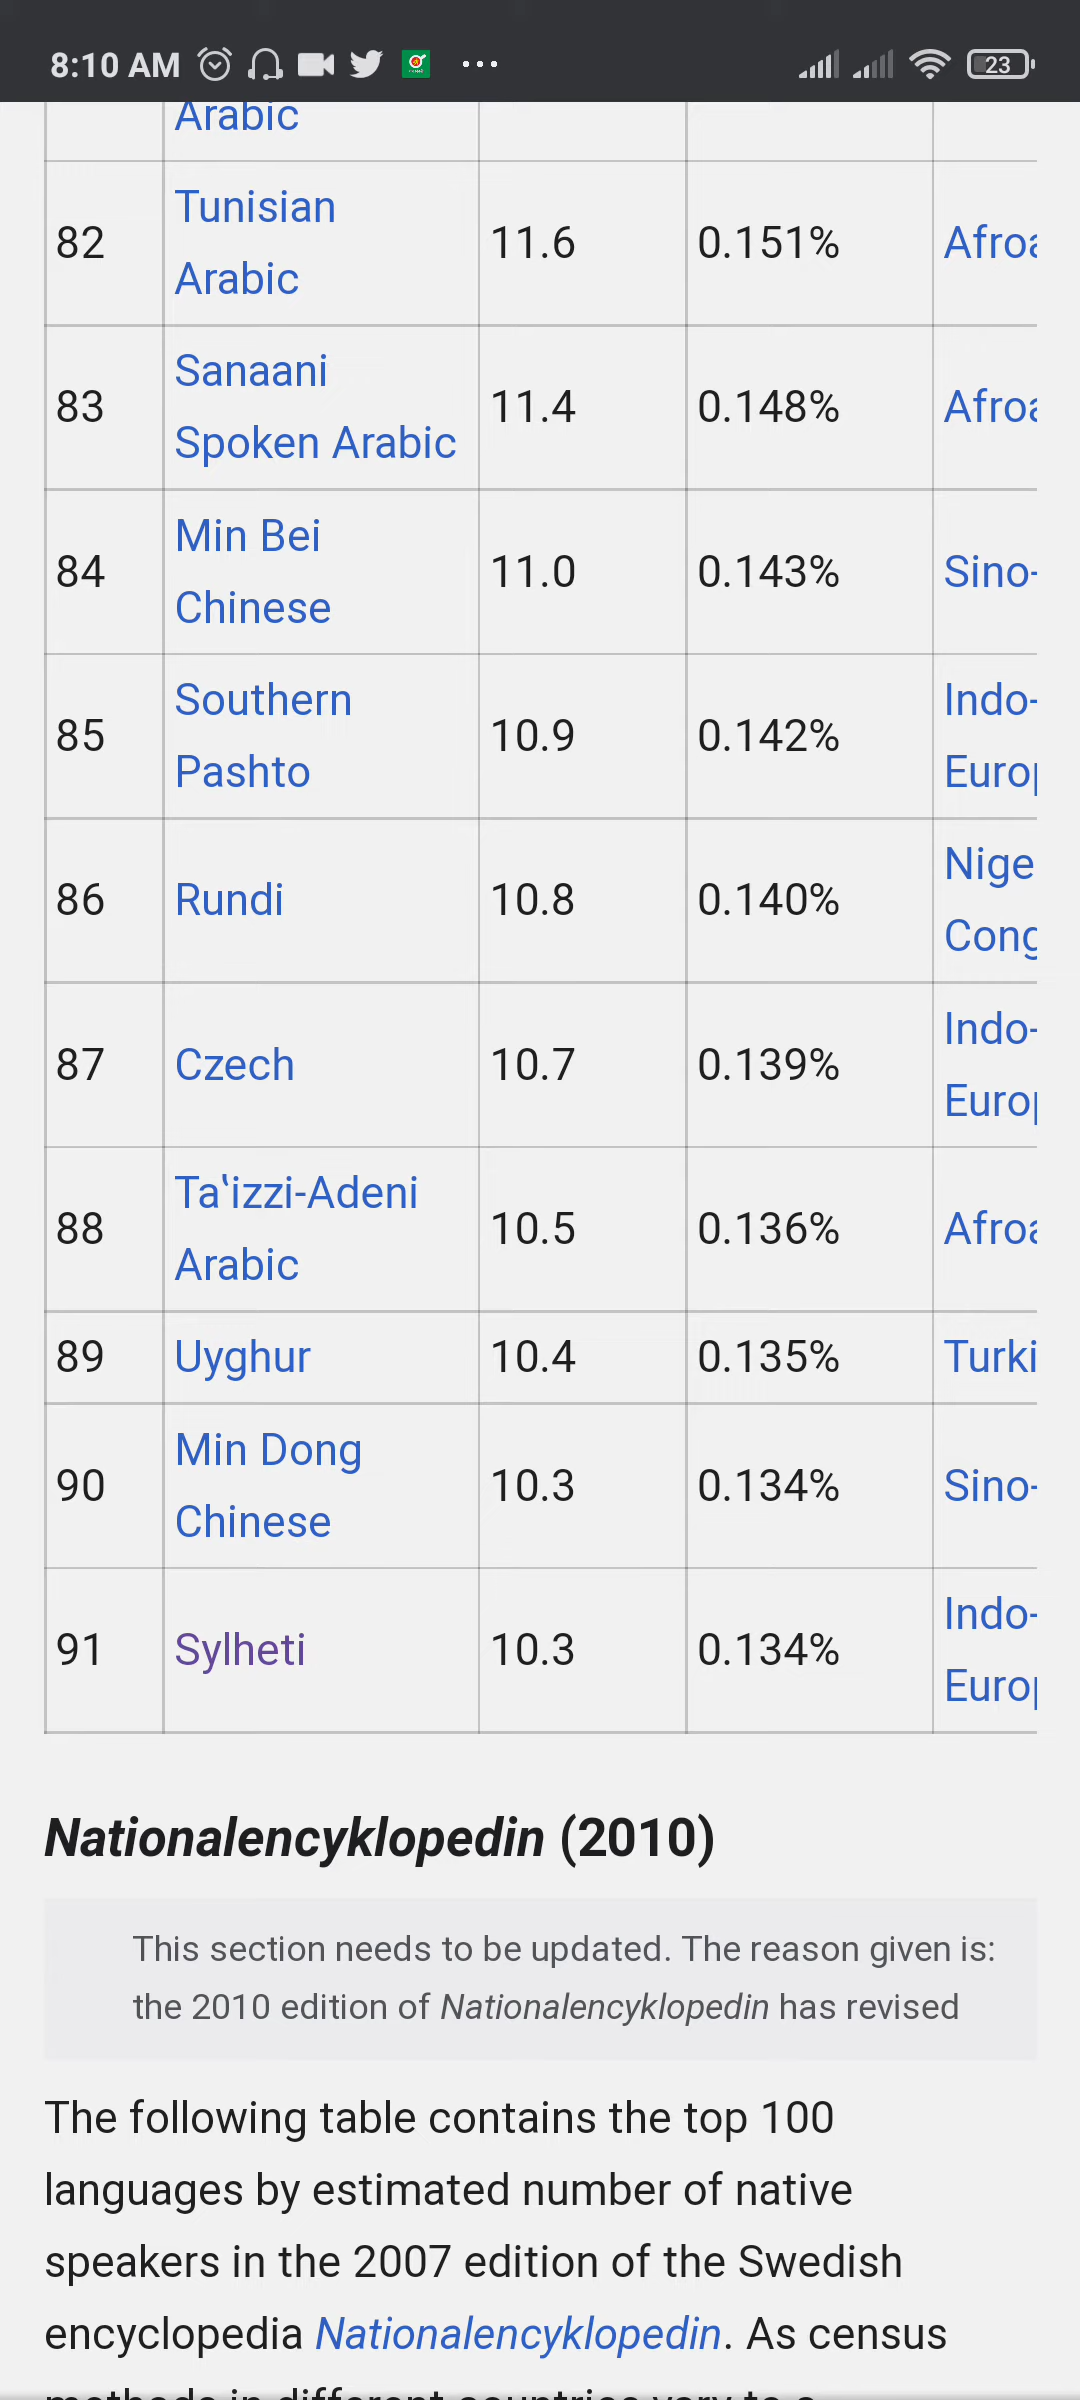 8:10 AM 23
Arabic
82 Tunisian Arabic 11.6 0.151%
83 Sanaani Spoken Arabic 11.4 0.148%
84 Min Bei Chinese 11.0 0.143% Sino-
85 Southern Pashto 10.9 0.142% Indo-
86 Rundi 10.8 0.140%
87 Czech 10.7 0.139% Indo-
88 Taʽizzi-Adeni Arabic 10.5 0.136%
89 Uyghur 10.4 0.135% Turki
90 Min Dong Chinese 10.3 0.134% Sino-
91 Sylheti 10.3 0.134% Indo-
Nationalencyklopedin (2010)
This section needs to be updated. The reason given is:
the 2010 edition of Nationalencyklopedin has revised
The following table contains the top 100
languages by estimated number of native
speakers in the 2007 edition of the Swedish
encyclopedia Nationalencyklopedin. As census